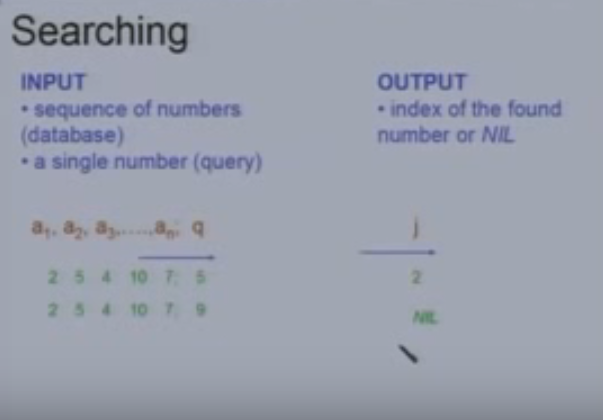 Searching
INPUT
• sequence of numbers
(database)
• a single number (query)
OUTPUT
• index of the found
number or NIL
a1, a2, a3,.....,an; q
j
2 5 4 10 7; 5
2
2 5 4 10 7; 9
NIL